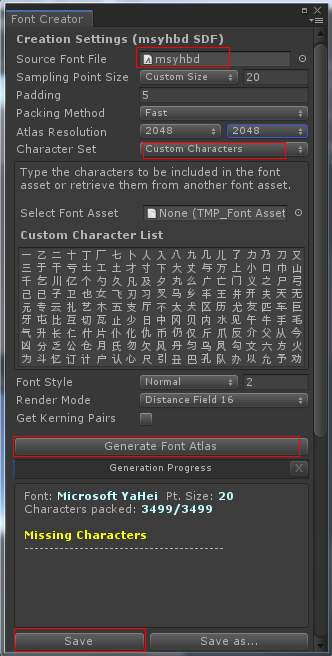 Font Creator
Creation Settings (msyhbd SDF)
Source Font File
msyhbd
Sampling Point Size
Custom Size
20
Padding
5
Packing Method
Fast
Atlas Resolution
2048
2048
Character Set
Custom Characters
Type the characters to be included in the font
asset or retrieve them from another font asset.
Select Font Asset
None (TMP_Font Asset
Custom Character List
一 乙 二 十 丁 厂 七 卜 人 入 八 九 几 了 力 乃 刀 又
三 于 干 亏 士 工 土 才 寸 下 大 丈 与 万 上 小 口 巾
千 乞 川 亿 个 勺 久 凡 及 夕 丸 么 广 亡 门 义 之 尸 弓
己 已 子 卫 也 女 飞 刃 习 叉 马 乡 丰 王 井 开 夫 天 无
元 专 云 扎 艺 木 五 支 厅 不 太 犬 区 历 尤 友 匹 车 巨
牙 屯 比 互 切 瓦 止 少 日 中 冈 贝 内 水 见 午 牛 手 毛
气 升 长 仁 什 片 仆 化 仇 币 仍 仅 斤 爪 反 介 父 从 今
凶 分 乏 公 仓 月 氏 勿 欠 风 丹 匀 乌 凤 勾 文 六 方 火
为 斗 忆 订 计 户 认 心 尺 引 丑 巴 孔 队 办 以 允 予 劝
Font Style
Normal
2
Render Mode
Distance Field 16
Get Kerning Pairs
Generate Font Atlas
Generation Progress
X
Font: Microsoft YaHei Pt. Size: 20
Characters packed: 3499/3499
Missing Characters
----------------------------------------
Save
Save as...